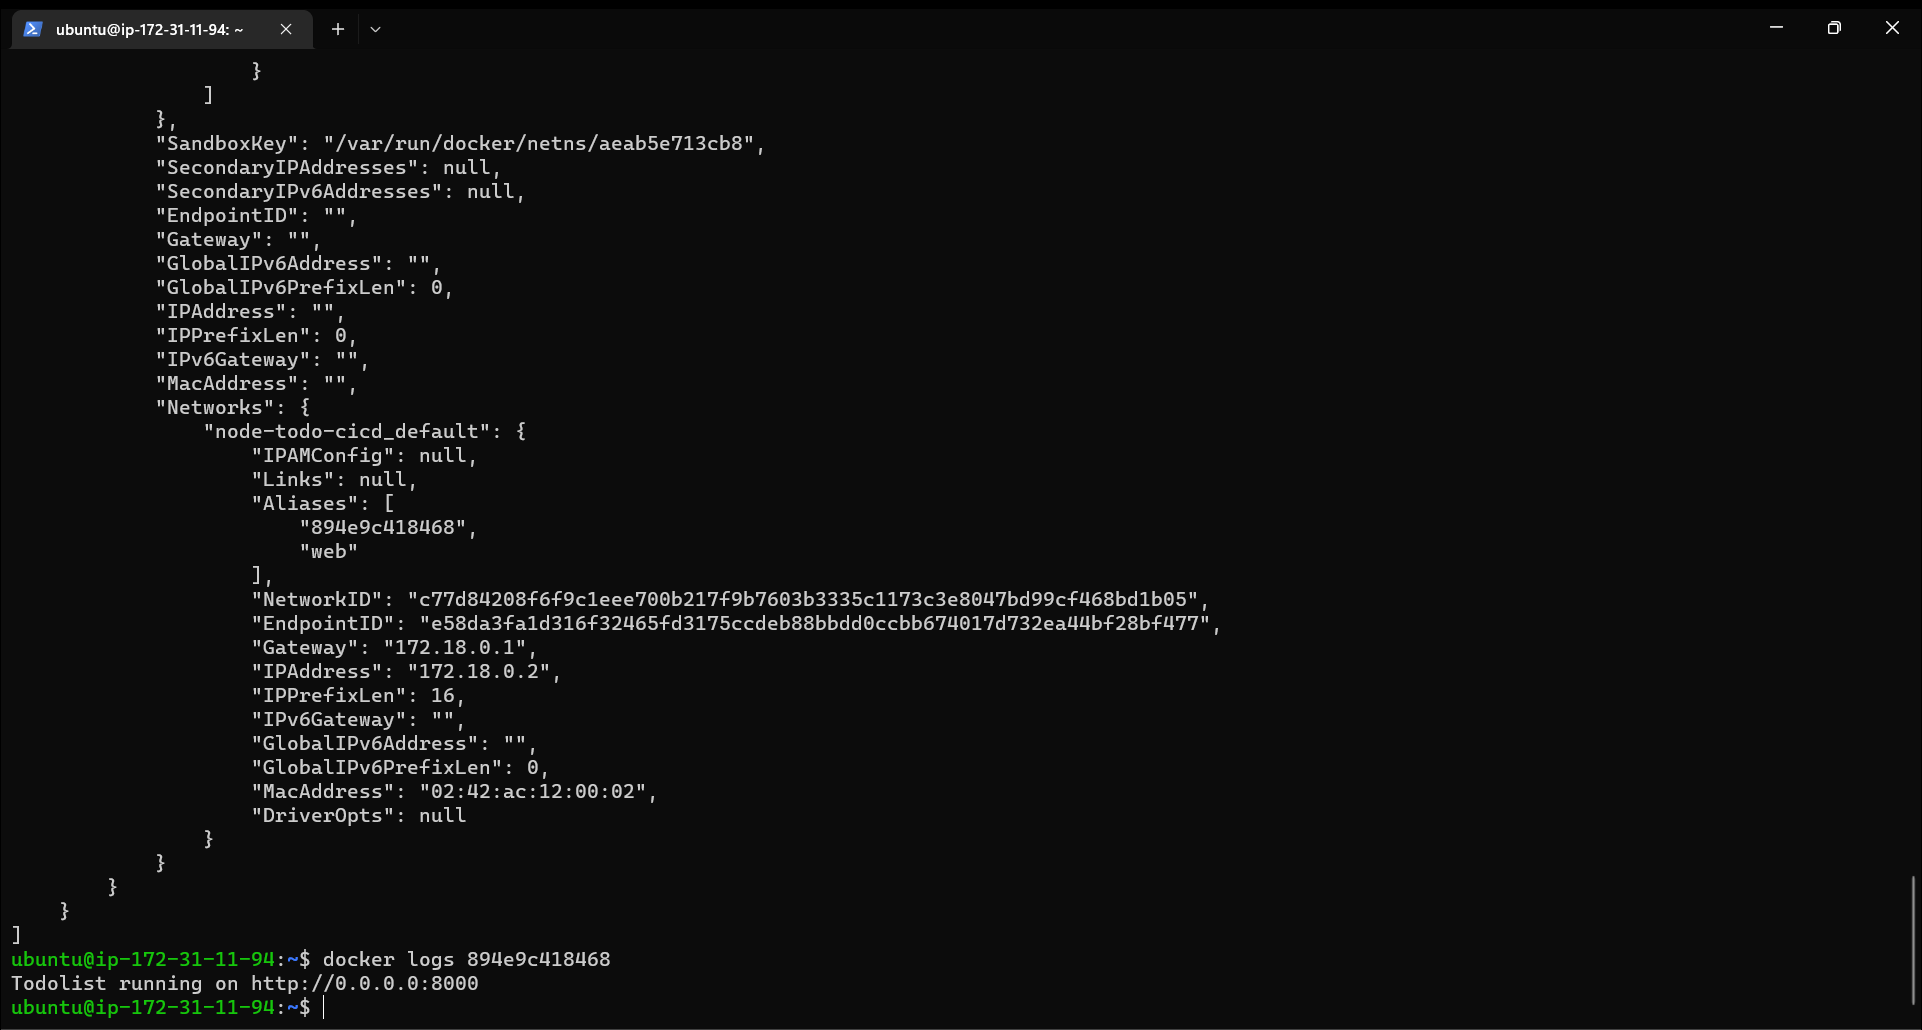 ubuntu@ip-172-31-11-94: ~
}
]
},
"SandboxKey": "/var/run/docker/netns/aeab5e713cb8",
"SecondaryIPAddresses": null,
"SecondaryIPv6Addresses": null,
"EndpointID": "",
"Gateway": "",
"GlobalIPv6Address": "",
"GlobalIPv6PrefixLen": 0,
"IPAddress": "",
"IPPrefixLen": 0,
"IPv6Gateway": "",
"MacAddress": "",
"Networks": {
"node-todo-cicd_default": {
"IPAMConfig": null,
"Links": null,
"Aliases": [
"894e9c418468",
"web"
],
"NetworkID": "c77d84208f6f9c1eee700b217f9b7603b3335c1173c3e8047bd99cf468bd1b05",
"EndpointID": "e58da3fa1d316f32465fd3175ccdeb88bbdd0ccbb674017d732ea44bf28bf477",
"Gateway": "172.18.0.1",
"IPAddress": "172.18.0.2",
"IPPrefixLen": 16,
"IPv6Gateway": "",
"GlobalIPv6Address": "",
"GlobalIPv6PrefixLen": 0,
"MacAddress": "02:42:ac:12:00:02",
"DriverOpts": null
}
}
}
}
]
ubuntu@ip-172-31-11-94:~$ docker logs 894e9c418468
Todolist running on http://0.0.0.0:8000
ubuntu@ip-172-31-11-94:~$